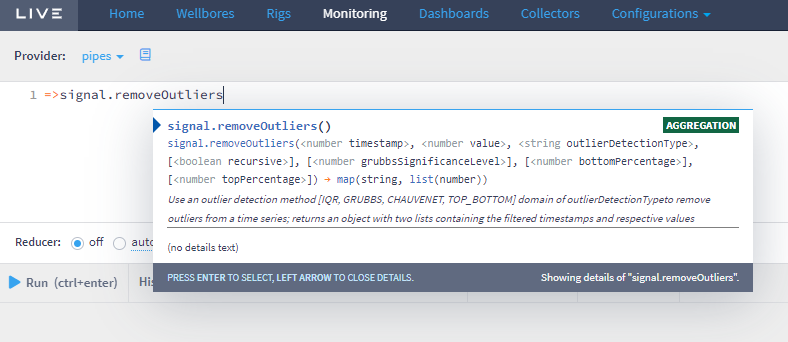 LIVE Home Wellbores Rigs Monitoring Dashboards Collectors Configurations
Provider: pipes
1 =>signal.removeOutliers
signal.removeOutliers() AGGREGATION
signal.removeOutliers(<number timestamp>, <number value>, <string outlierDetectionType>,
[<boolean recursive>], [<number grubbsSignificanceLevel>], [<number bottomPercentage>],
[<number topPercentage>]) → map(string, list(number))
Use an outlier detection method [IQR, GRUBBS, CHAUVENET, TOP_BOTTOM] domain of outlierDetectionTypeto remove
outliers from a time series; returns an object with two lists containing the filtered timestamps and respective values
Reducer: off auto
(no details text)
Run (ctrl+enter) His
PRESS ENTER TO SELECT, LEFT ARROW TO CLOSE DETAILS. Showing details of "signal.removeOutliers".